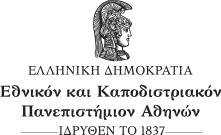 ΕΛΛΗΝΙΚΗ ΔΗΜΟΚΡΑΤΙΑ
Εθνικόν και Καποδιστριακόν
Πανεπιστήμιον Αθηνών
ΙΔΡΥΘΕΝ ΤΟ 1837